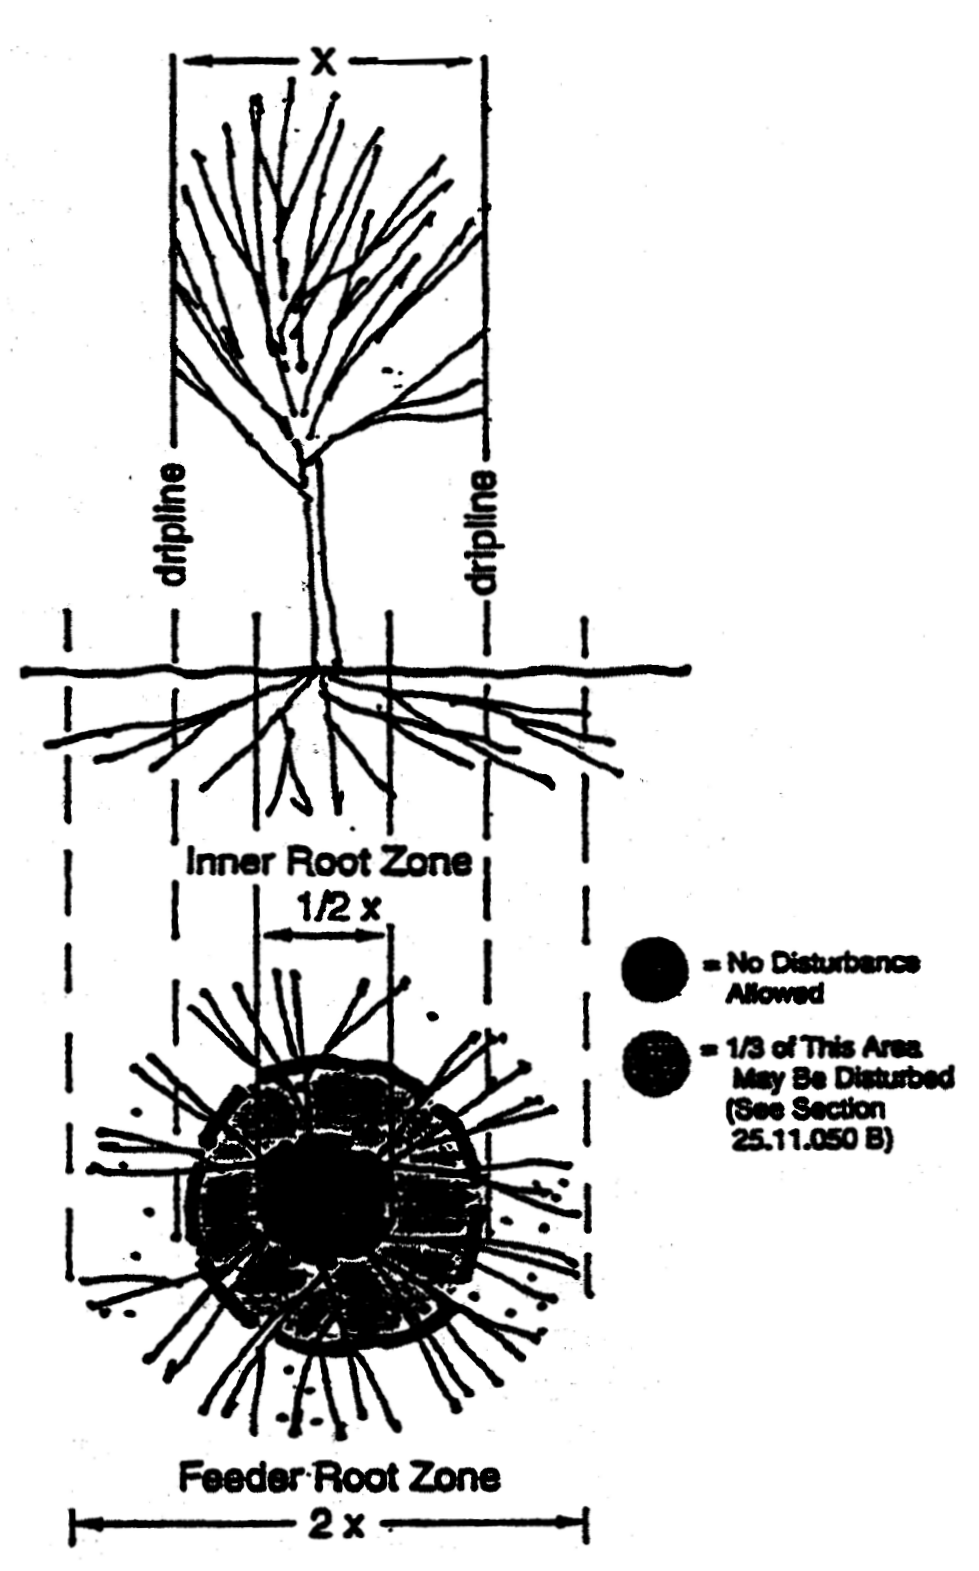 X
dripline
dripline
Inner Root Zone
1/2 x
= No Disturbance
Allowed
= 1/3 of This Area
May Be Disturbed
(See Section
25.11.050 B)
Feeder Root Zone
2 x